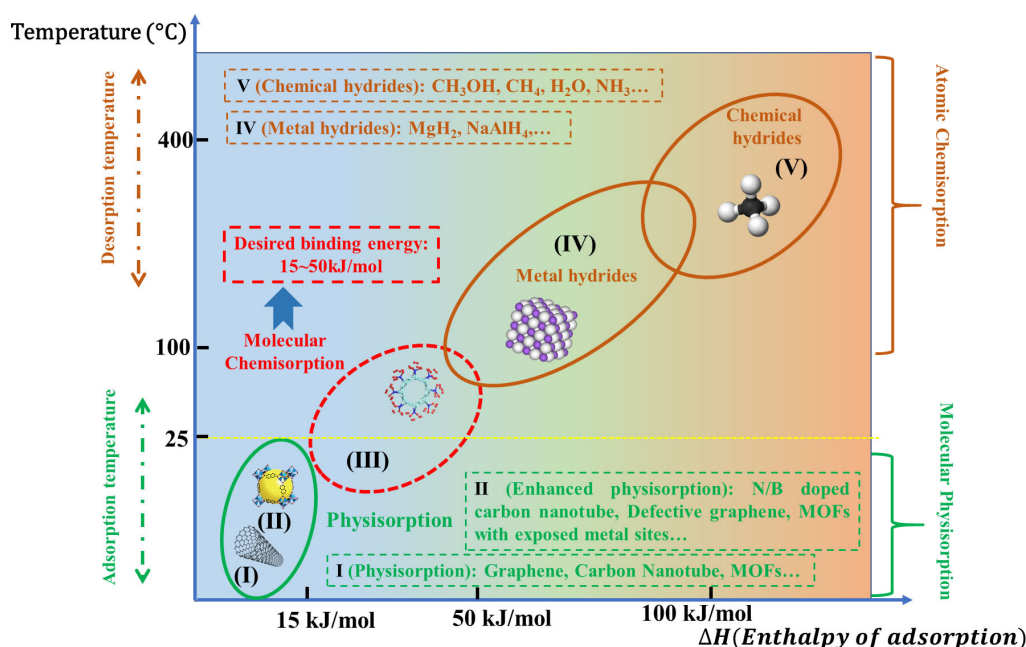 Temperature (°C)
Desorption temperature
Adsorption temperature
400
100
25
V (Chemical hydrides): CH₃OH, CH₄, H₂O, NH₃…
IV (Metal hydrides): MgH₂, NaAlH₄,…
Chemical
hydrides
(V)
Desired binding energy:
15~50kJ/mol
(IV)
Metal hydrides
Molecular
Chemisorption
(III)
(II)
(I)
Physisorption
II (Enhanced physisorption): N/B doped
carbon nanotube, Defective graphene, MOFs
with exposed metal sites…
I (Physisorption): Graphene, Carbon Nanotube, MOFs…
Atomic Chemisorption
Molecular Physisorption
15 kJ/mol
50 kJ/mol
100 kJ/mol
ΔH(Enthalpy of adsorption)